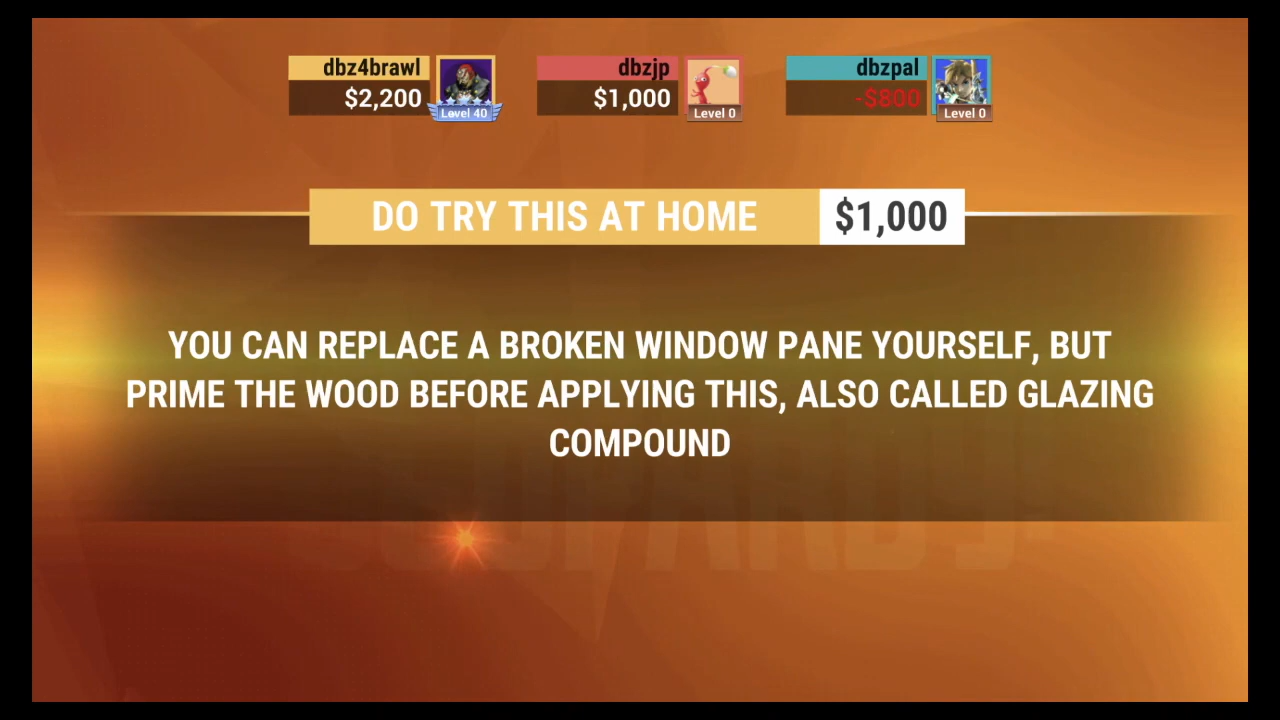 dbz4brawl
$2,200
Level 40
dbzjp
$1,000
Level 0
dbzpal
-$800
Level 0
DO TRY THIS AT HOME
$1,000
YOU CAN REPLACE A BROKEN WINDOW PANE YOURSELF, BUT
PRIME THE WOOD BEFORE APPLYING THIS, ALSO CALLED GLAZING
COMPOUND
JEOPARDY!